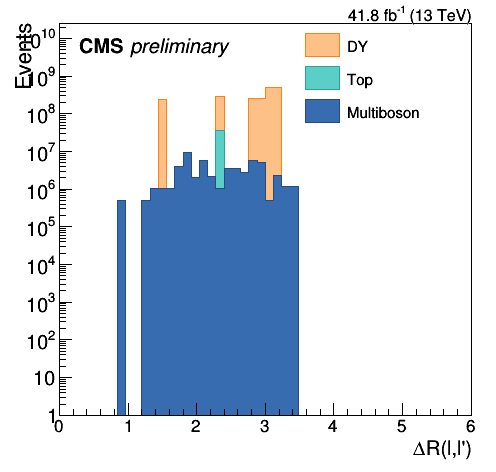 41.8 fb⁻¹ (13 TeV)
Events
CMS preliminary
DY
Top
Multiboson
10¹⁰
10⁹
10⁸
10⁷
10⁶
10⁵
10⁴
10³
10²
10
1
0 1 2 3 4 5 6
ΔR(l,l')